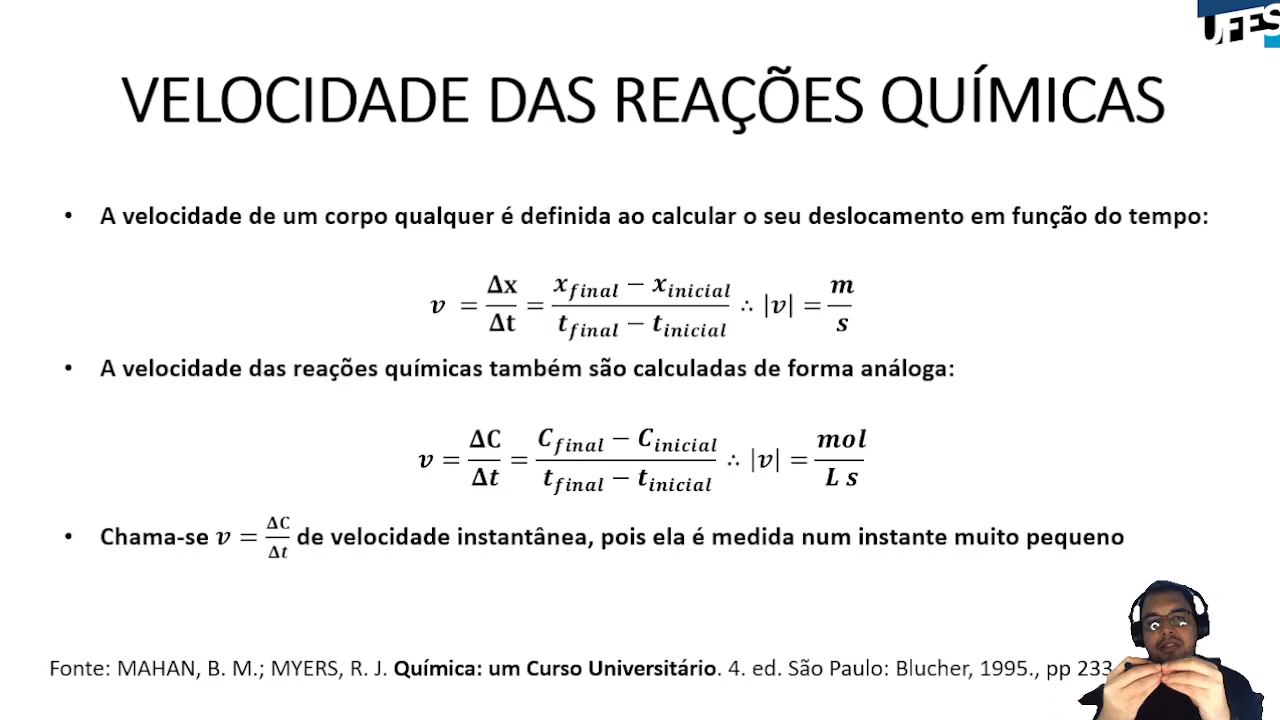 UFES
VELOCIDADE DAS REAÇÕES QUÍMICAS
• A velocidade de um corpo qualquer é definida ao calcular o seu deslocamento em função do tempo:
v = Δx/Δt = (x_final − x_inicial)/(t_final − t_inicial) ∴ |v| = m/s
• A velocidade das reações químicas também são calculadas de forma análoga:
v = ΔC/Δt = (C_final − C_inicial)/(t_final − t_inicial) ∴ |v| = mol/(L s)
• Chama-se v = ΔC/Δt de velocidade instantânea, pois ela é medida num instante muito pequeno
Fonte: MAHAN, B. M.; MYERS, R. J. Química: um Curso Universitário. 4. ed. São Paulo: Blucher, 1995., pp 233